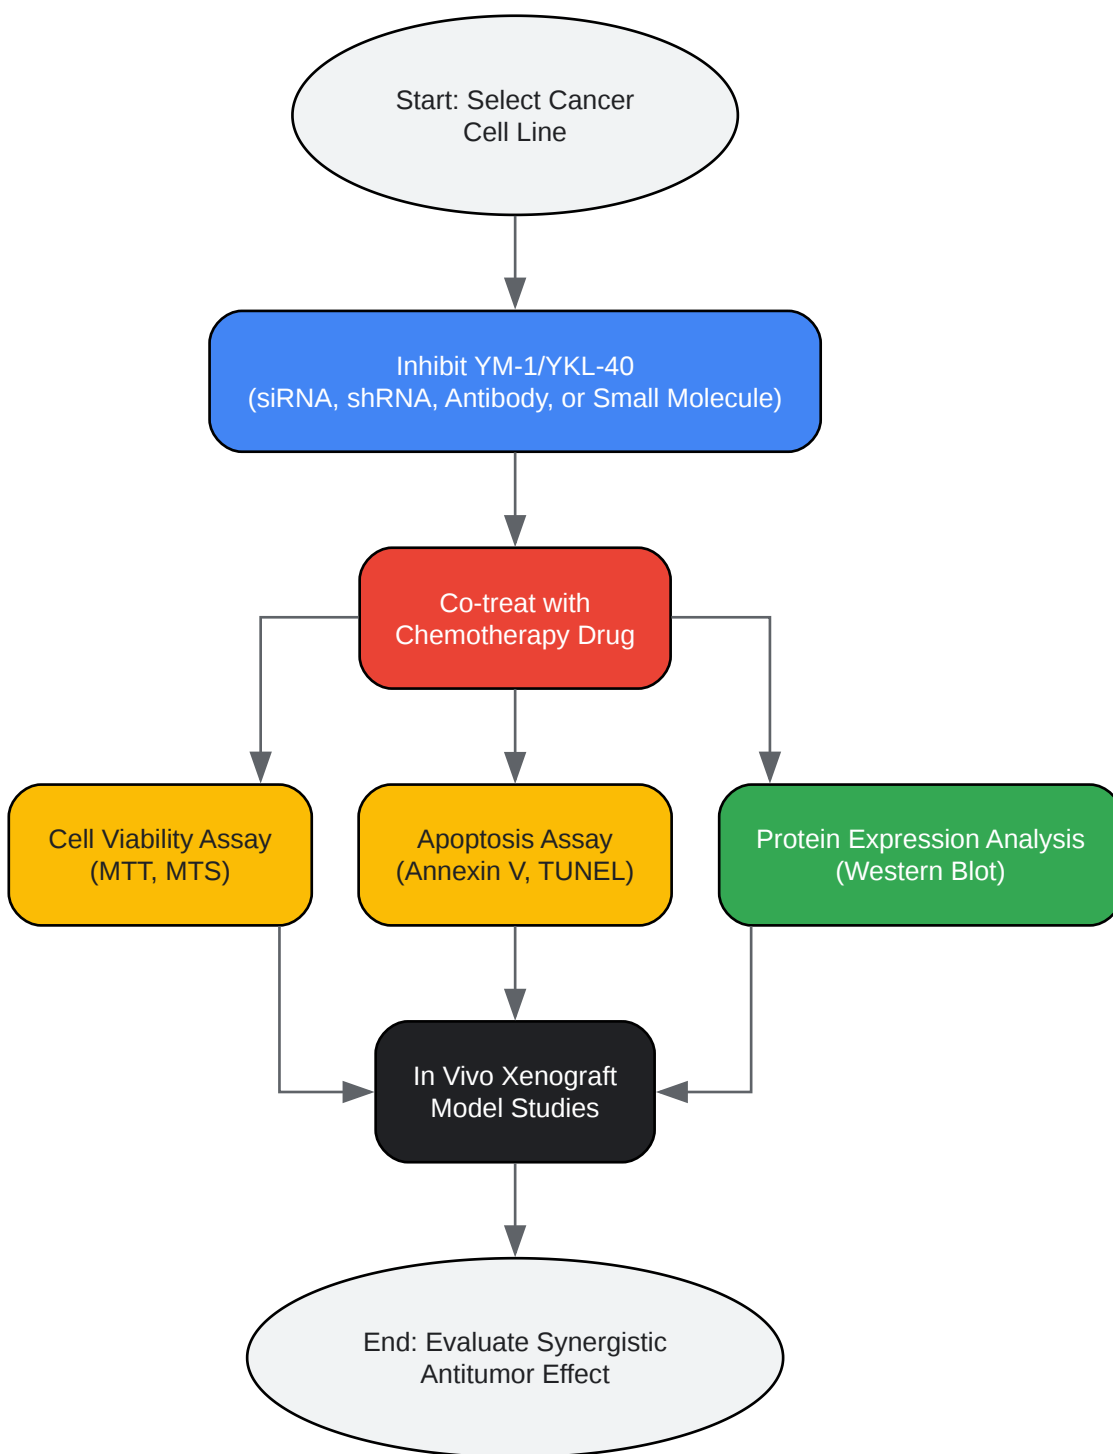 Start: Select Cancer
Cell Line
Inhibit YM-1/YKL-40
(siRNA, shRNA, Antibody, or Small Molecule)
Co-treat with
Chemotherapy Drug
Cell Viability Assay
(MTT, MTS)
Apoptosis Assay
(Annexin V, TUNEL)
Protein Expression Analysis
(Western Blot)
In Vivo Xenograft
Model Studies
End: Evaluate Synergistic
Antitumor Effect